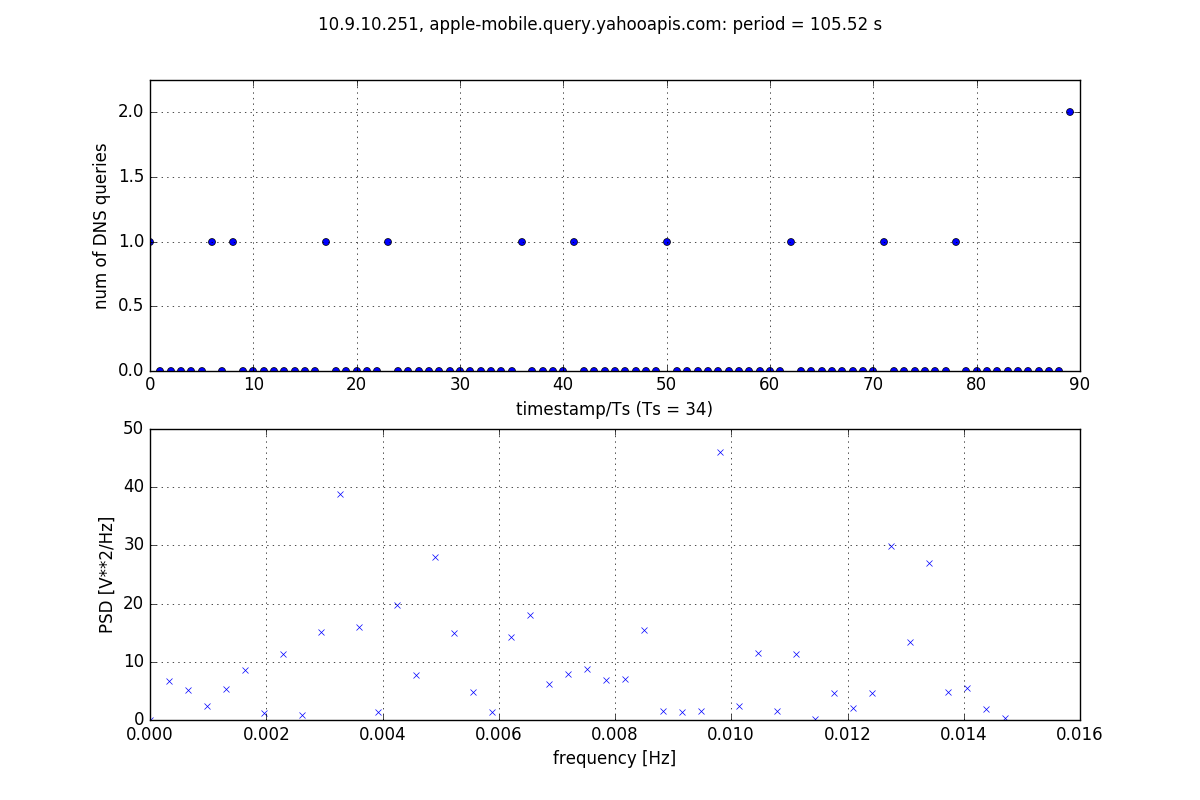 10.9.10.251, apple-mobile.query.yahooapis.com: period = 105.52 s
2.0
1.5
1.0
0.5
0.0
num of DNS queries
0 10 20 30 40 50 60 70 80 90
timestamp/Ts (Ts = 34)
50
40
30
20
10
0
PSD [V**2/Hz]
0.000 0.002 0.004 0.006 0.008 0.010 0.012 0.014 0.016
frequency [Hz]